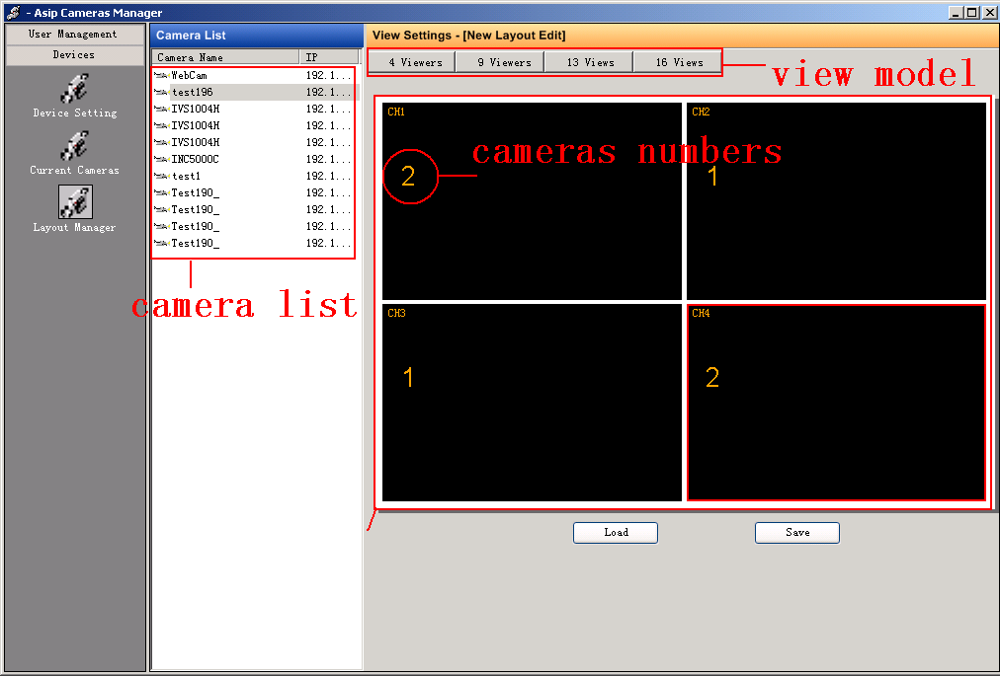 - Asip Cameras Manager
User Management
Devices
Device Setting
Current Cameras
Layout Manager
Camera List
Camera Name IP
WebCam 192.1...
test196 192.1...
IVS1004H 192.1...
IVS1004H 192.1...
IVS1004H 192.1...
INC5000C 192.1...
test1 192.1...
Test190_ 192.1...
Test190_ 192.1...
Test190_ 192.1...
Test190_ 192.1...
camera list
View Settings - [New Layout Edit]
4 Viewers 9 Viewers 13 Views 16 Views
view model
CH1
2
cameras numbers
CH2
1
CH3
1
CH4
2
Load Save